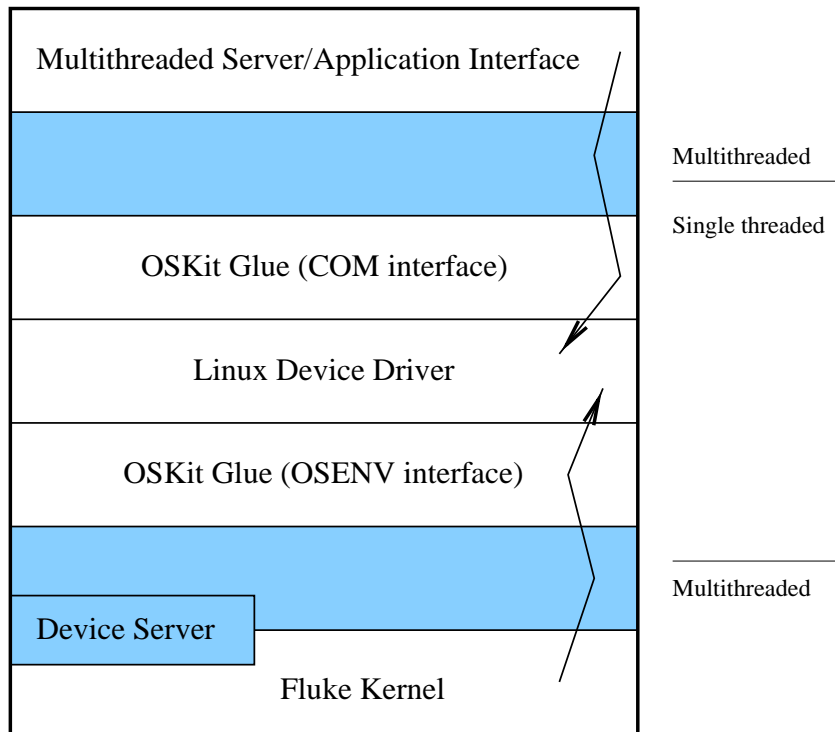 Multithreaded Server/Application Interface
Multithreaded
Single threaded
OSKit Glue (COM interface)
Linux Device Driver
OSKit Glue (OSENV interface)
Multithreaded
Device Server
Fluke Kernel